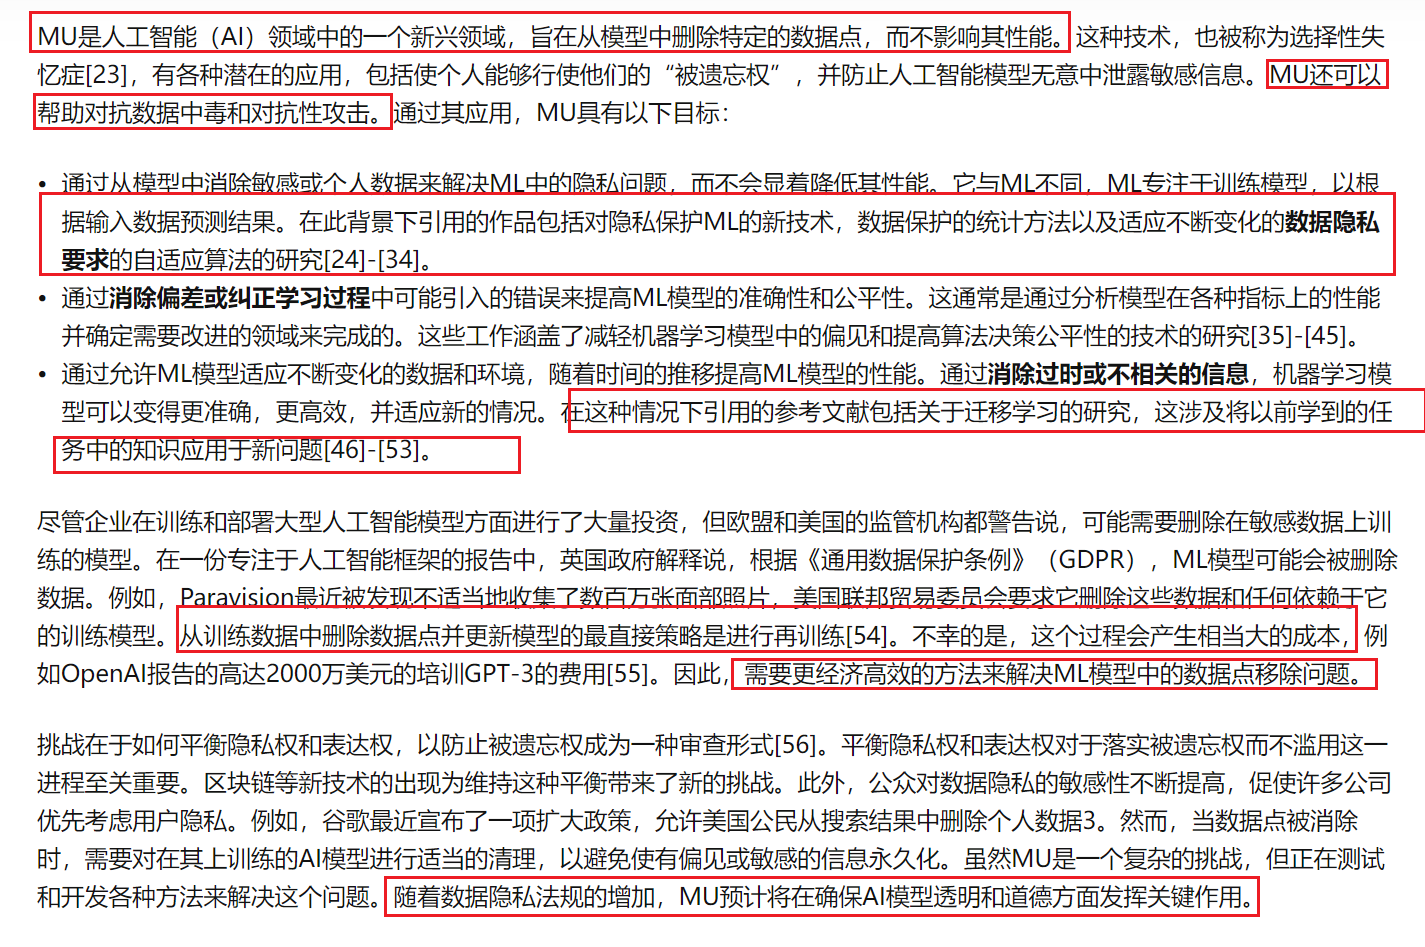 MU是人工智能（AI）领域中的一个新兴领域，旨在从模型中删除特定的数据点，而不影响其性能。这种技术，也被称为选择性失
忆症[23]，有各种潜在的应用，包括使个人能够行使他们的“被遗忘权”，并防止人工智能模型无意中泄露敏感信息。MU还可以
帮助对抗数据中毒和对抗性攻击。通过其应用，MU具有以下目标：
• 通过从模型中消除敏感或个人数据来解决ML中的隐私问题，而不会显着降低其性能。它与ML不同，ML专注于训练模型，以根
据输入数据预测结果。在此背景下引用的作品包括对隐私保护ML的新技术，数据保护的统计方法以及适应不断变化的数据隐私
要求的自适应算法的研究[24]-[34]。
• 通过消除偏差或纠正学习过程中可能引入的错误来提高ML模型的准确性和公平性。这通常是通过分析模型在各种指标上的性能
并确定需要改进的领域来完成的。这些工作涵盖了减轻机器学习模型中的偏见和提高算法决策公平性的技术的研究[35]-[45]。
• 通过允许ML模型适应不断变化的数据和环境，随着时间的推移提高ML模型的性能。通过消除过时或不相关的信息，机器学习模
型可以变得更准确，更高效，并适应新的情况。在这种情况下引用的参考文献包括关于迁移学习的研究，这涉及将以前学到的任
务中的知识应用于新问题[46]-[53]。
尽管企业在训练和部署大型人工智能模型方面进行了大量投资，但欧盟和美国的监管机构都警告说，可能需要删除在敏感数据上训
练的模型。在一份专注于人工智能框架的报告中，英国政府解释说，根据《通用数据保护条例》（GDPR），ML模型可能会被删除
数据。例如，Paravision最近被发现不适当地收集了数百万张面部照片，美国联邦贸易委员会要求它删除这些数据和任何依赖于它
的训练模型。从训练数据中删除数据点并更新模型的最直接策略是进行再训练[54]。不幸的是，这个过程会产生相当大的成本，例
如OpenAI报告的高达2000万美元的培训GPT-3的费用[55]。因此，需要更经济高效的方法来解决ML模型中的数据点移除问题。
挑战在于如何平衡隐私权和表达权，以防止被遗忘权成为一种审查形式[56]。平衡隐私权和表达权对于落实被遗忘权而不滥用这一
进程至关重要。区块链等新技术的出现为维持这种平衡带来了新的挑战。此外，公众对数据隐私的敏感性不断提高，促使许多公司
优先考虑用户隐私。例如，谷歌最近宣布了一项扩大政策，允许美国公民从搜索结果中删除个人数据3。然而，当数据点被消除
时，需要对在其上训练的AI模型进行适当的清理，以避免使有偏见或敏感的信息永久化。虽然MU是一个复杂的挑战，但正在测试
和开发各种方法来解决这个问题。随着数据隐私法规的增加，MU预计将在确保AI模型透明和道德方面发挥关键作用。